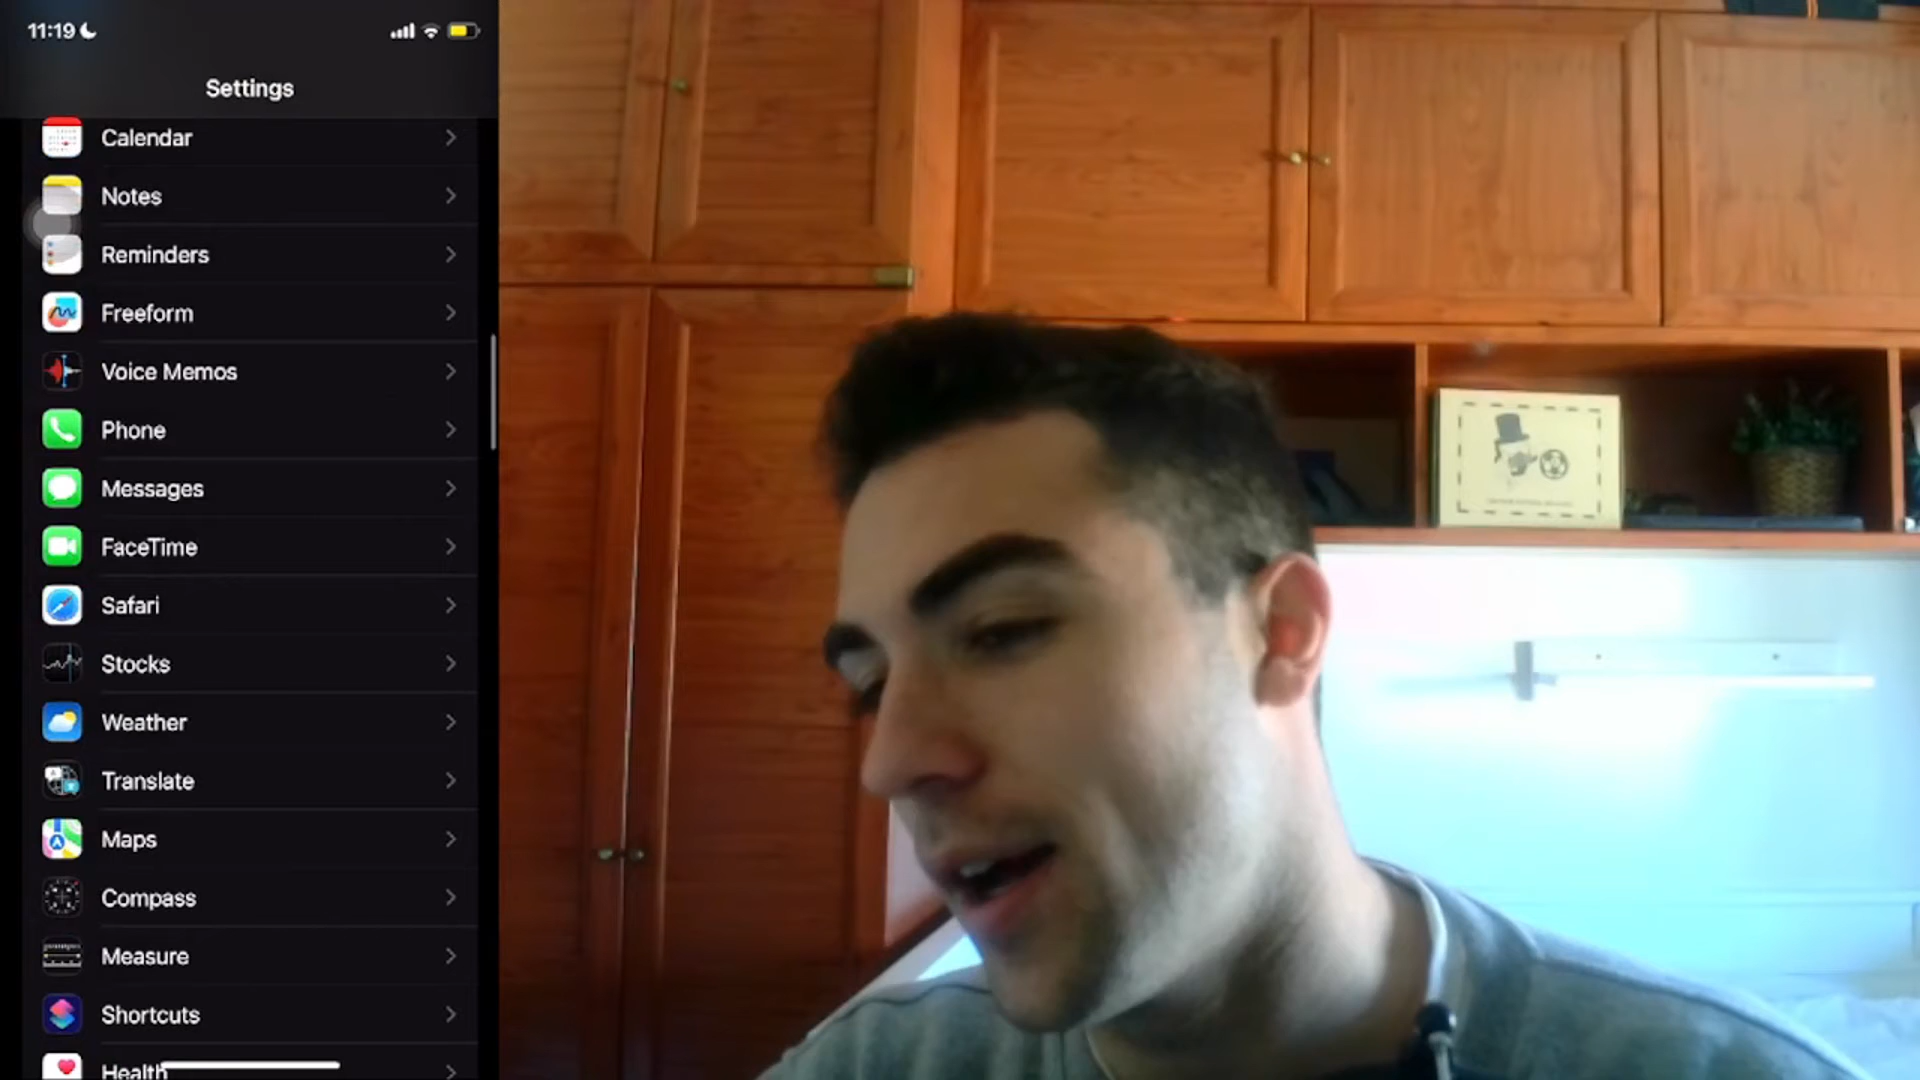 11:19
Settings
Calendar
Notes
Reminders
Freeform
Voice Memos
Phone
Messages
FaceTime
Safari
Stocks
Weather
Translate
Maps
Compass
Measure
Shortcuts
Health